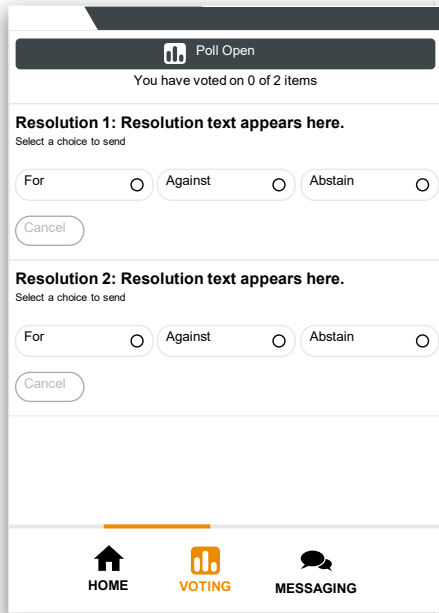 Poll Open
You have voted on 0 of 2 items
Resolution 1: Resolution text appears here.
Select a choice to send
For Against Abstain
Cancel
Resolution 2: Resolution text appears here.
Select a choice to send
For Against Abstain
Cancel
HOME VOTING MESSAGING